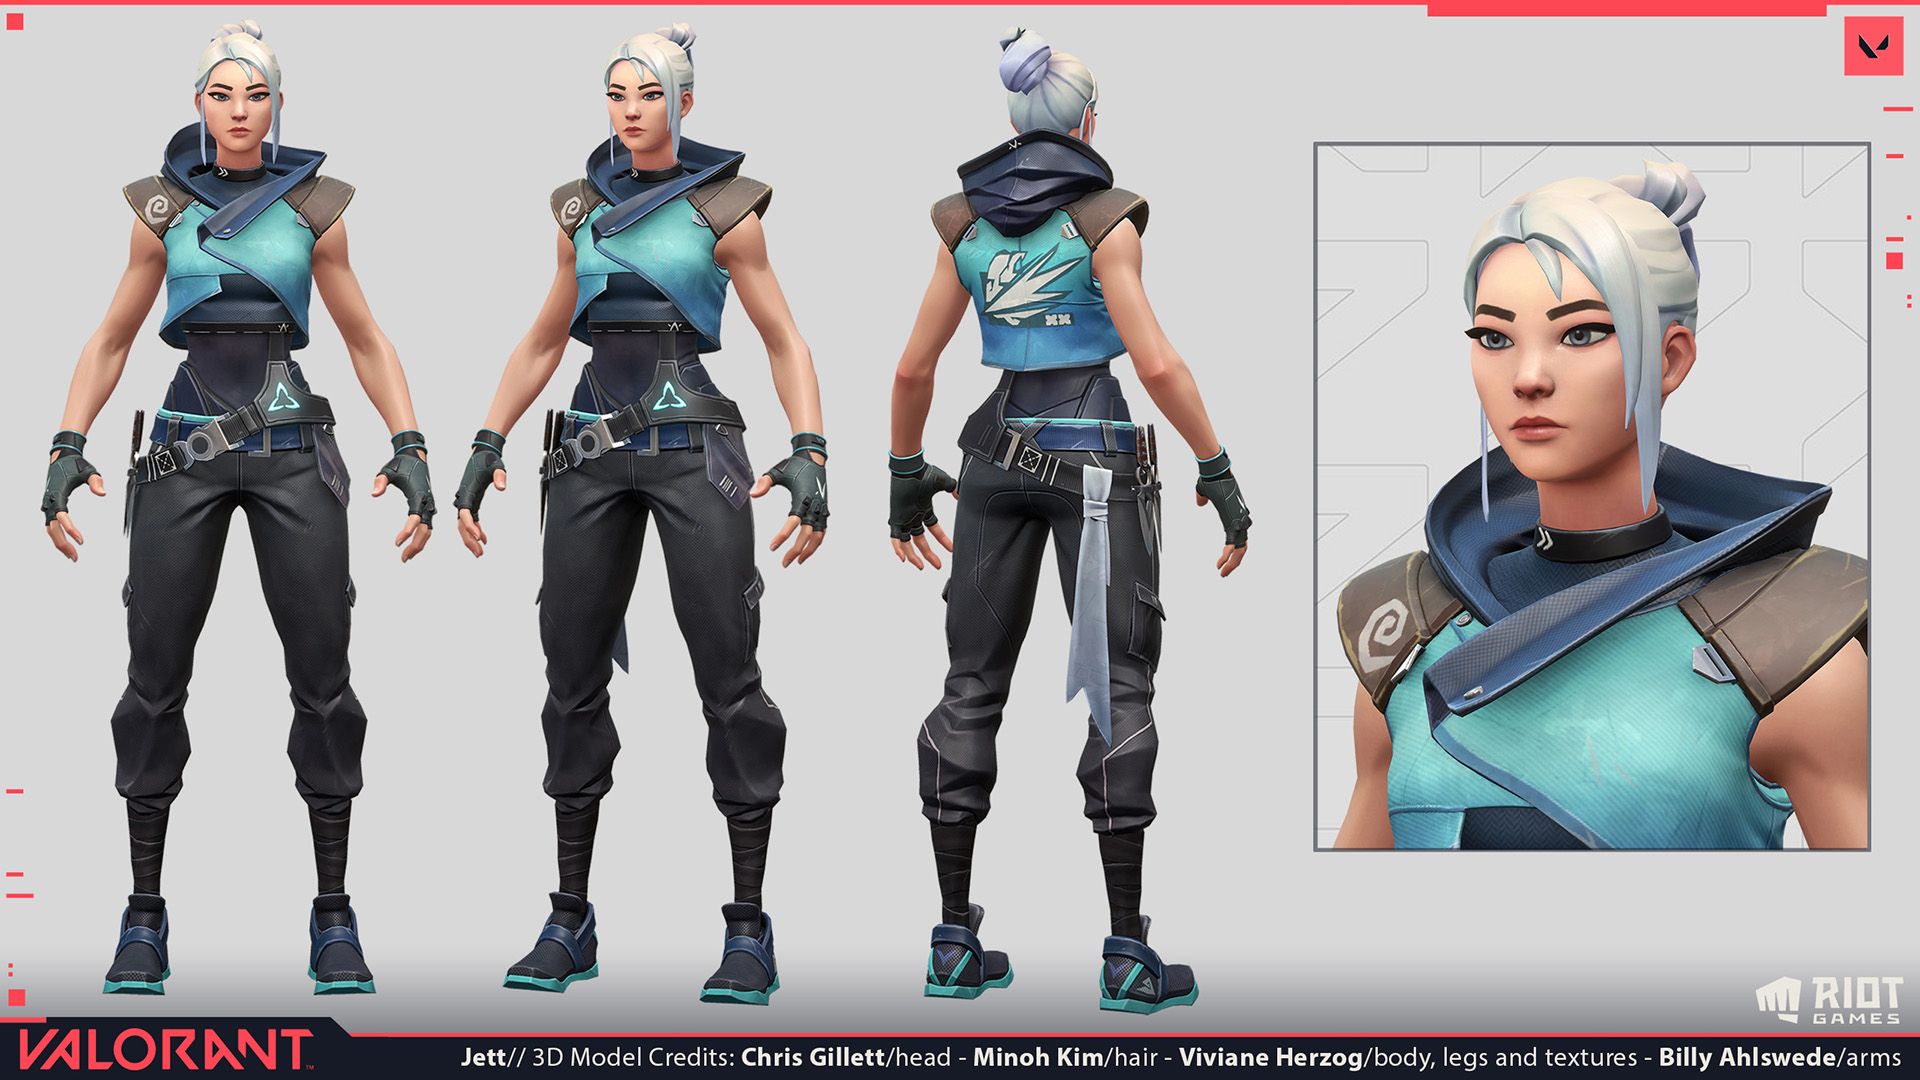 RIOT
GAMES
VALORANT™
Jett// 3D Model Credits: Chris Gillett/head - Minoh Kim/hair - Viviane Herzog/body, legs and textures - Billy Ahlswede/arms